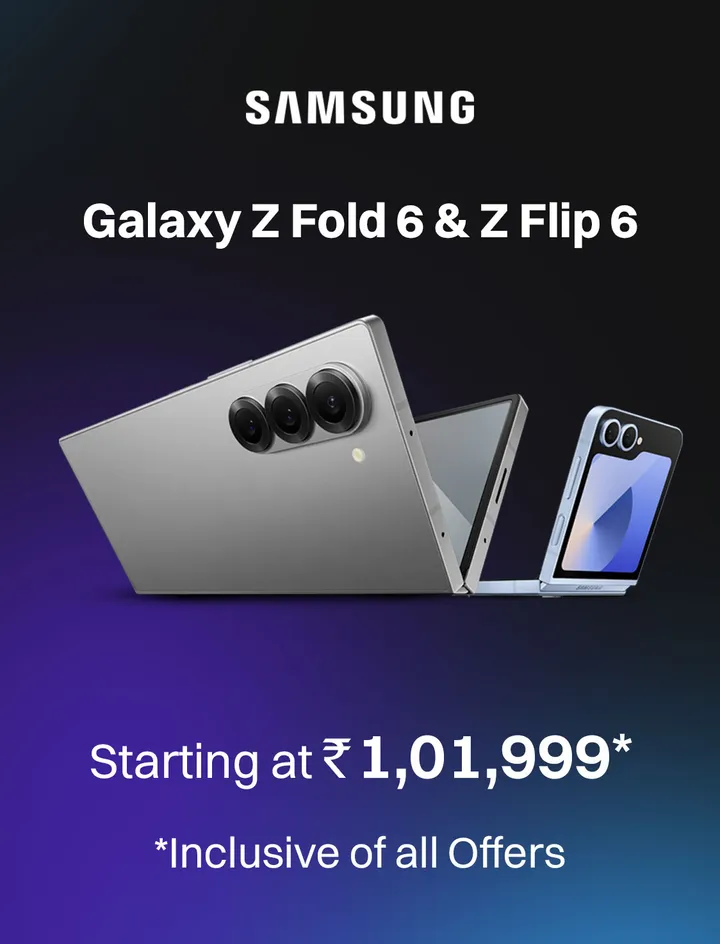 SAMSUNG
Galaxy Z Fold 6 & Z Flip 6
Starting at ₹ 1,01,999*
*Inclusive of all Offers